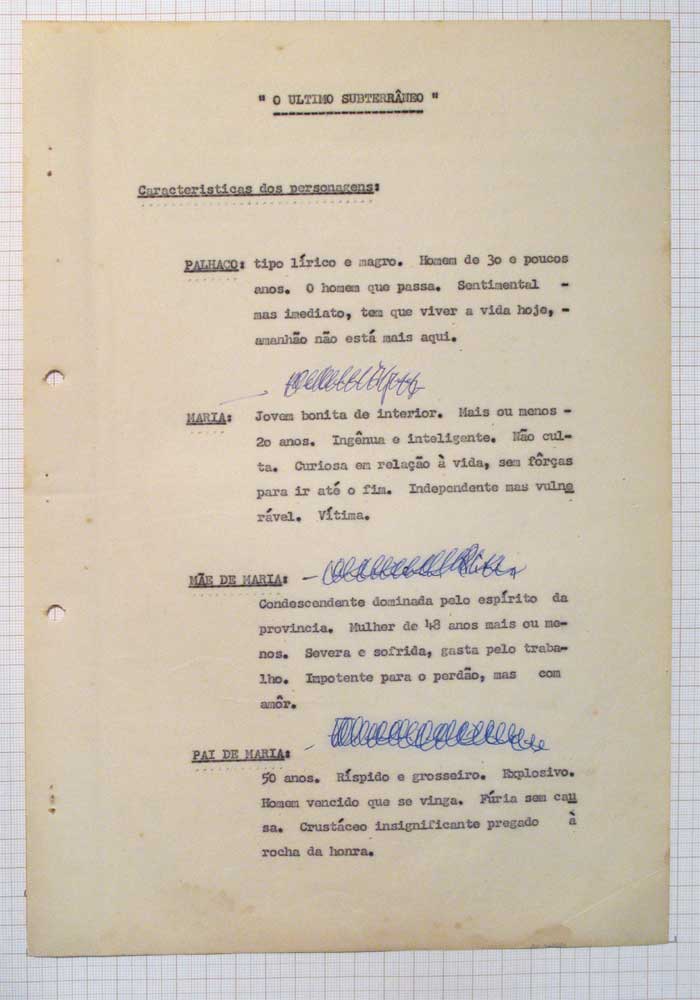 " O ULTIMO SUBTERRÂNEO "
Caracteristicas dos personagens:
PALHAÇO: tipo lírico e magro. Homem de 30 e poucos
anos. O homem que passa. Sentimental -
mas imediato, tem que viver a vida hoje, -
amanhão não está mais aqui.
MARIA: Jovem bonita de interior. Mais ou menos -
20 anos. Ingênua e inteligente. Não cul-
ta. Curiosa em relação à vida, sem fôrças
para ir até o fim. Independente mas vulne
rável. Vítima.
MÃE DE MARIA: -
Condescendente dominada pelo espírito da
provincia. Mulher de 48 anos mais ou me-
nos. Severa e sofrida, gasta pelo traba-
lho. Impotente para o perdão, mas com
amôr.
PAI DE MARIA: -
50 anos. Ríspido e grosseiro. Explosivo.
Homem vencido que se vinga. Fúria sem cau
sa. Crustáceo insignificante pregado à
rocha da honra.